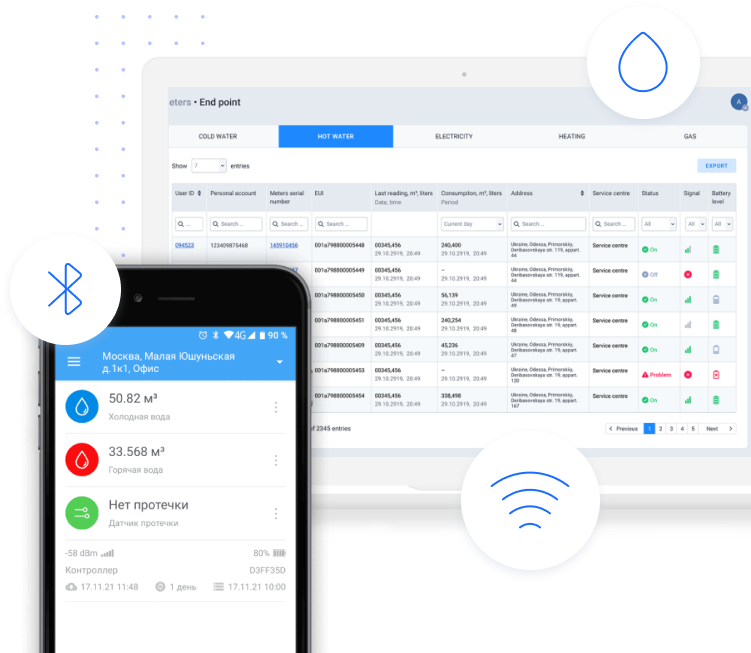 eters • End point
A
COLD WATER HOT WATER ELECTRICITY HEATING GAS
Show 7 entries EXPORT
User ID Personal account Meters serial number EUI Last reading, m³, liters Date, time Consumpiton, m³, liters Period Address Service centre Status Signal Battery level
Q ... Search ... Search ... Search ... Current day Search ... Search ... All All All
094523 123409875468 145910456 001a798800005448 00345,456 240,400 Ukraine, Odessa, Primorskiy, Service centre On
29.10.2919, 20:49 29.10.2919, 20:49 Deribasovskaya str. 119, appart. 44
001a798800005449 00345,456 – Ukraine, Odessa, Primorskiy, Service centre Off
29.10.2919, 20:49 29.10.2919, 20:49 Deribasovskaya str. 119, appart. 44
001a798800005450 00345,456 56,139 Ukraine, Odessa, Primorskiy, Service centre On
29.10.2919, 20:49 29.10.2919, 20:49 Deribasovskaya str. 19, appart. 49
001a798800005451 00345,456 240,254 Ukraine, Odessa, Primorskiy, Service centre On
29.10.2919, 20:49 29.10.2919, 20:49 Deribasovskaya str. 19, appart. 48
001a798800005409 00345,456 45,236 Ukraine, Odessa, Primorskiy, Service centre On
29.10.2919, 20:49 29.10.2919, 20:49 Deribasovskaya str. 19, appart. 47
001a798800005453 00345,456 – Ukraine, Odessa, Primorskiy, Service centre Problem
29.10.2919, 20:49 29.10.2919, 20:49 Deribasovskaya str. 19, appart. 120
001a798800005454 00345,456 338,498 Ukraine, Odessa, Primorskiy, Service centre On
29.10.2919, 20:49 29.10.2919, 20:49 Deribasovskaya str. 19, appart. 167
of 2345 entries Previous 1 2 3 4 5 Next
4G 90 %
Москва, Малая Юшуньская
д.1к1, Офис
50.82 м³
Холодная вода
33.568 м³
Горячая вода
Нет протечки
Датчик протечки
-58 dBm 80%
Контроллер D3FF35D
17.11.21 11:48 1 день 17.11.21 10:00